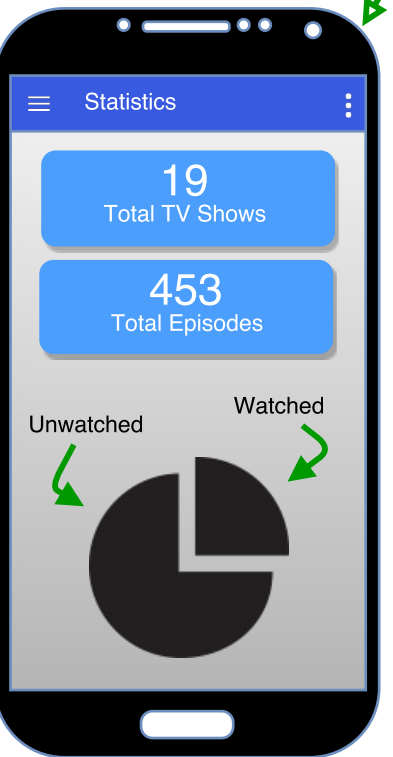 Statistics
19
Total TV Shows
453
Total Episodes
Watched
Unwatched